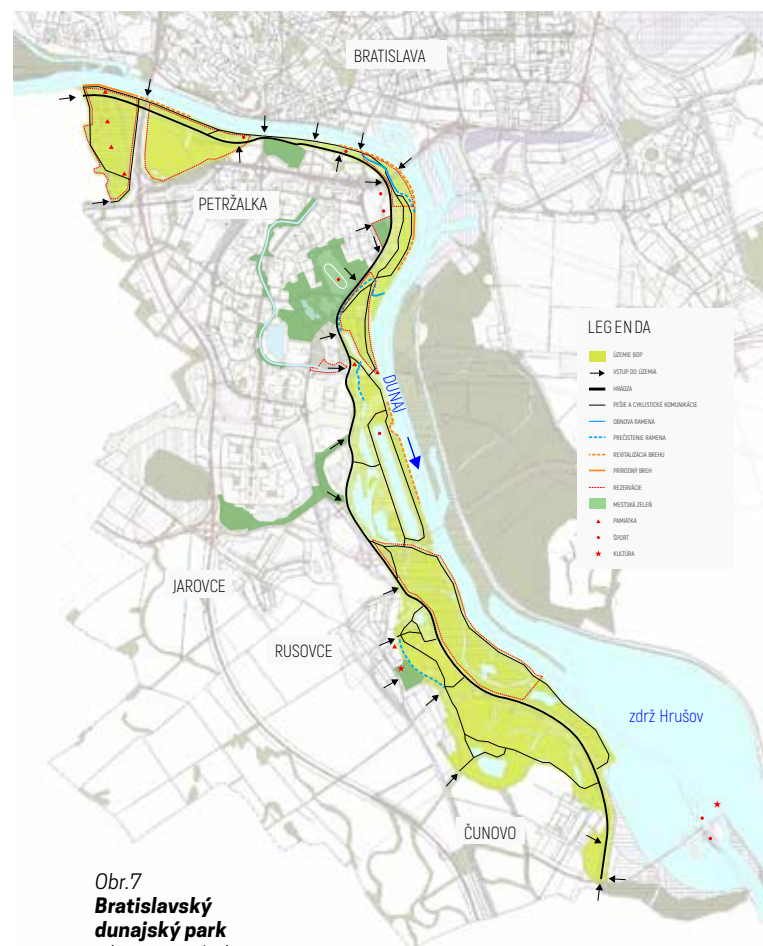 BRATISLAVA
PETRŽALKA
LEGENDA
ÚZEMIE BDP
VSTUP DO ÚZEMIA
HRÁDZA
PEŠIE A CYKLISTICKÉ KOMUNIKÁCIE
OBNOVA RAMENA
PREČISTENIE RAMENA
REVITALIZÁCIA BREHU
PRÍRODNÝ BREH
REZERVÁCIE
MESTSKÁ ZELEŇ
PAMIATKA
ŠPORT
KULTÚRA
DUNAJ
JAROVCE
RUSOVCE
zdrž Hrušov
ČUNOVO
Obr.7
Bratislavský
dunajský park